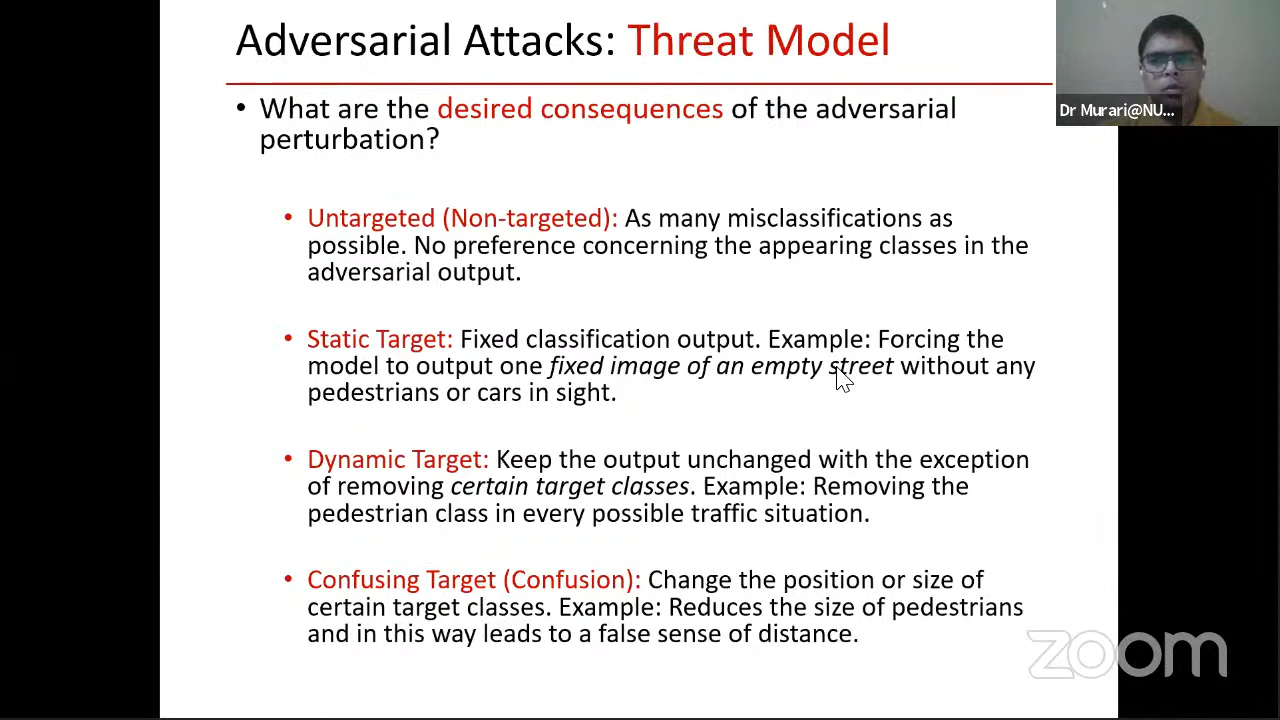 Adversarial Attacks: Threat Model
Dr Murari@NU...
• What are the desired consequences of the adversarial
perturbation?
• Untargeted (Non-targeted): As many misclassifications as
possible. No preference concerning the appearing classes in the
adversarial output.
• Static Target: Fixed classification output. Example: Forcing the
model to output one fixed image of an empty street without any
pedestrians or cars in sight.
• Dynamic Target: Keep the output unchanged with the exception
of removing certain target classes. Example: Removing the
pedestrian class in every possible traffic situation.
• Confusing Target (Confusion): Change the position or size of
certain target classes. Example: Reduces the size of pedestrians
and in this way leads to a false sense of distance.
zoom